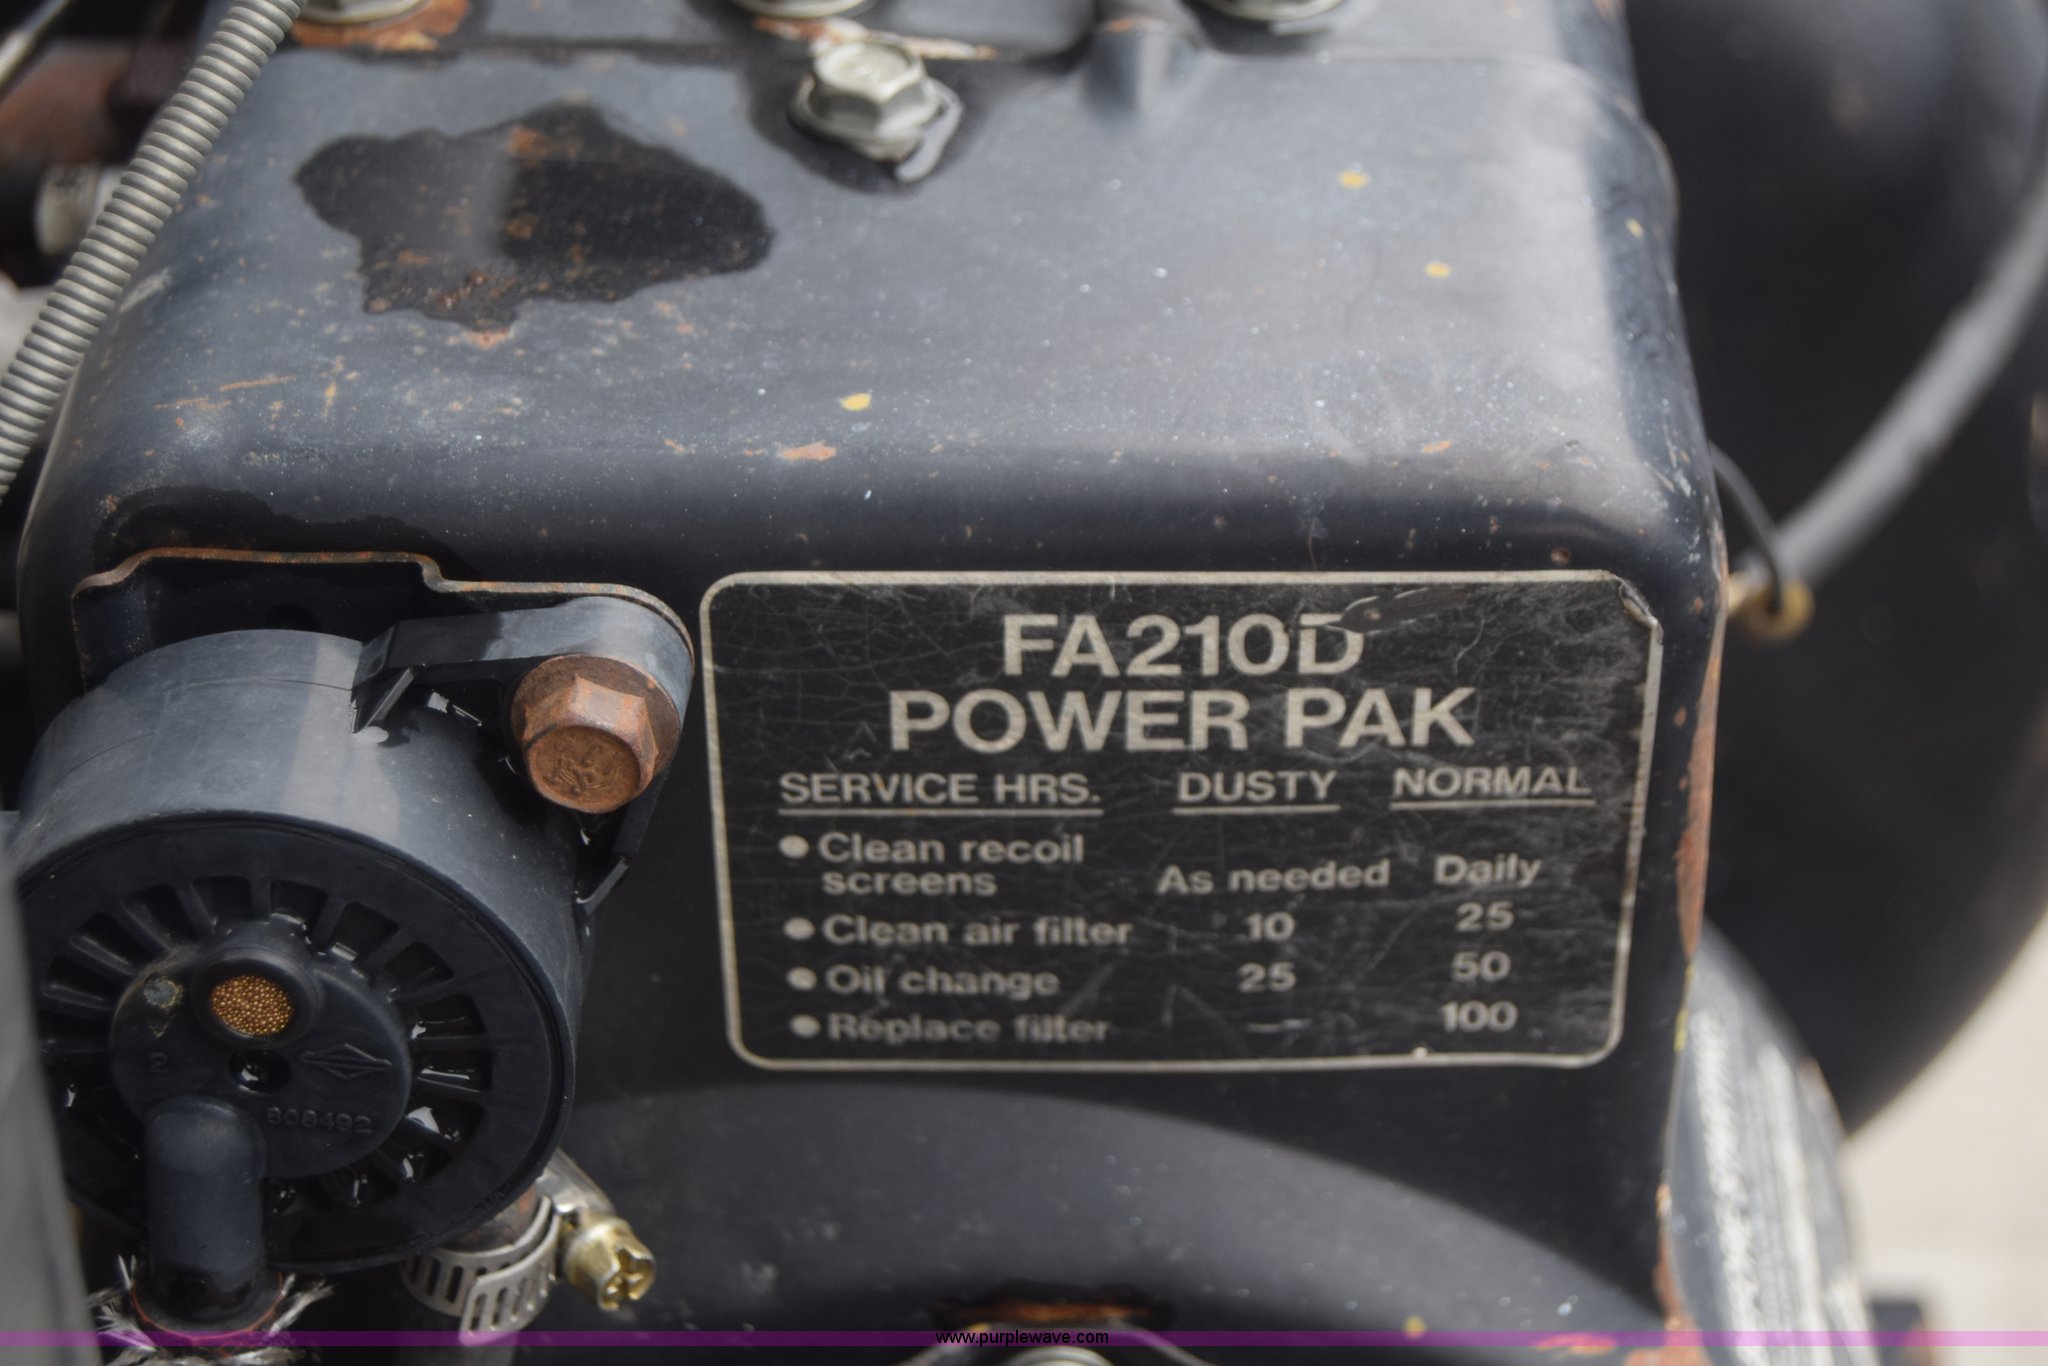 FA210D
POWER PAK
SERVICE HRS. DUSTY NORMAL
● Clean recoil
screens As needed Daily
● Clean air filter 10 25
● Oil change 25 50
● Replace filter — 100
2
808492
www.purplewave.com